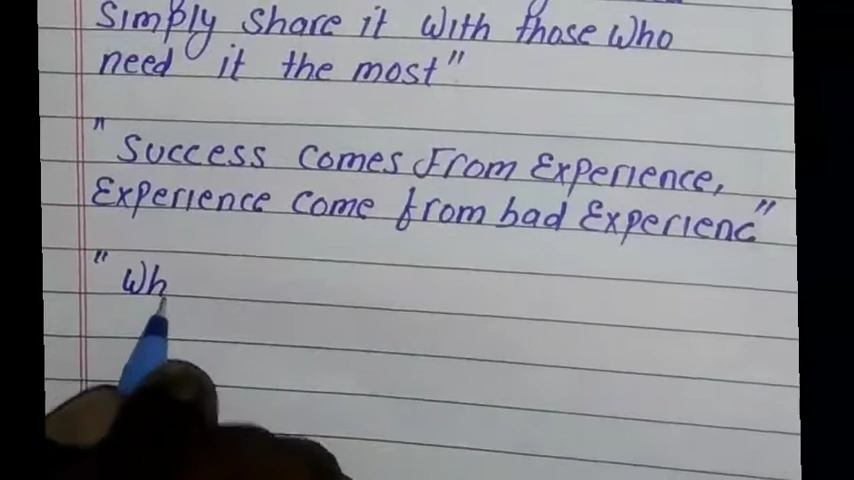 Simply share it with those who
need it the most"
"Success comes From Experience,
Experience come from bad Experienc"
"Wh